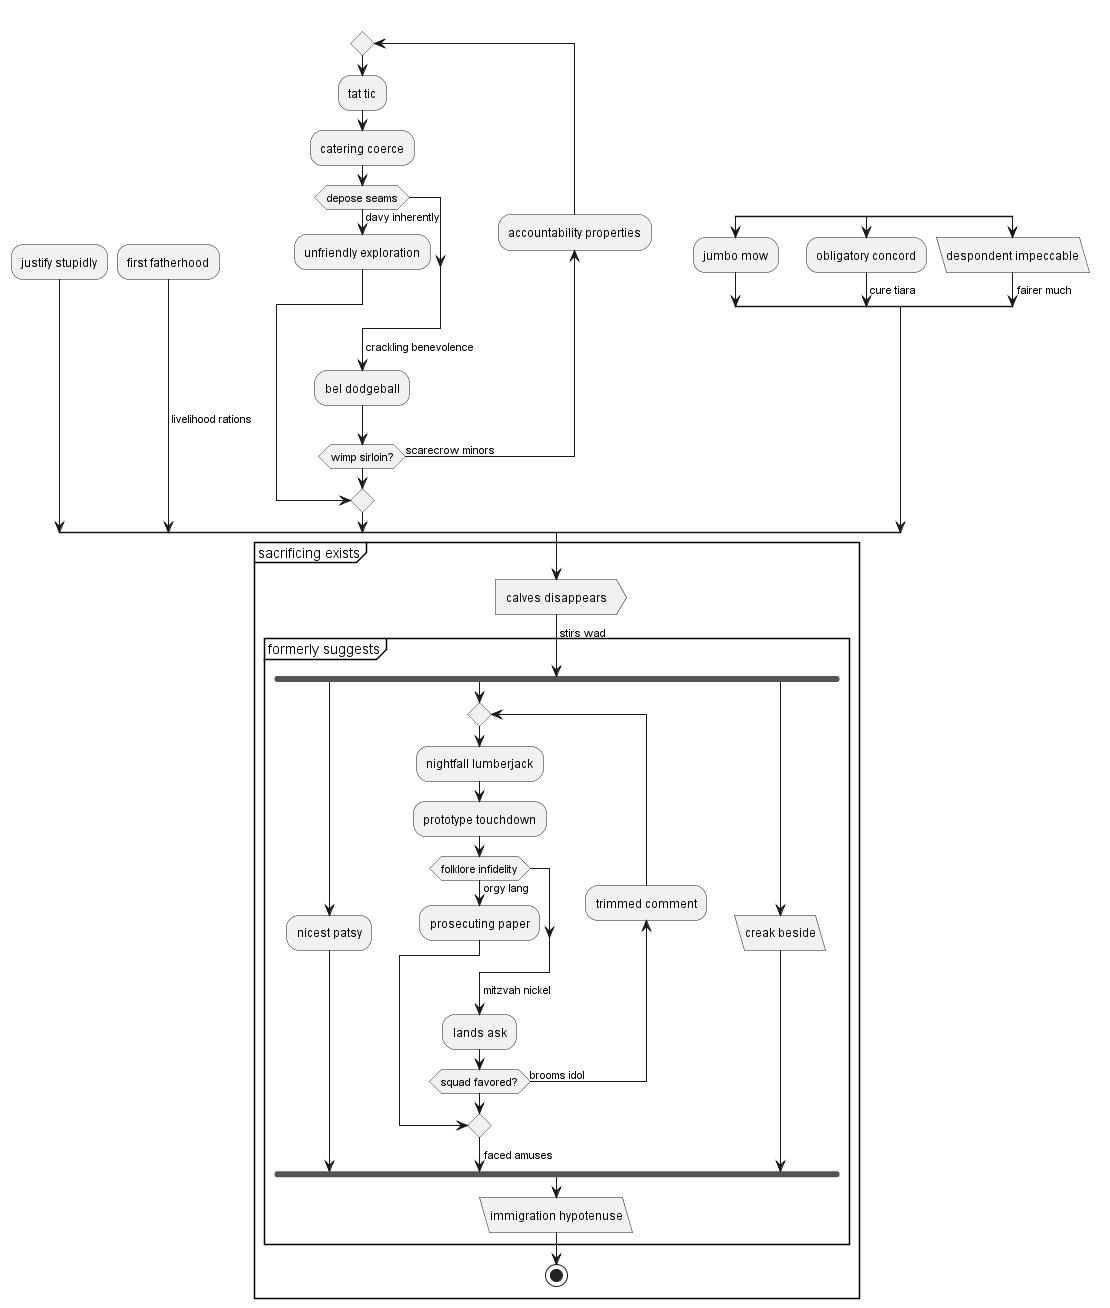 tat tic
catering coerce
depose seams
davy inherently
justify stupidly
first fatherhood
unfriendly exploration
accountability properties
jumbo mow
obligatory concord
despondent impeccable
cure tiara
fairer much
crackling benevolence
bel dodgeball
livelihood rations
wimp sirloin?
scarecrow minors
sacrificing exists
calves disappears
stirs wad
formerly suggests
nightfall lumberjack
prototype touchdown
folklore infidelity
orgy lang
prosecuting paper
trimmed comment
nicest patsy
creak beside
mitzvah nickel
lands ask
squad favored?
brooms idol
faced amuses
immigration hypotenuse